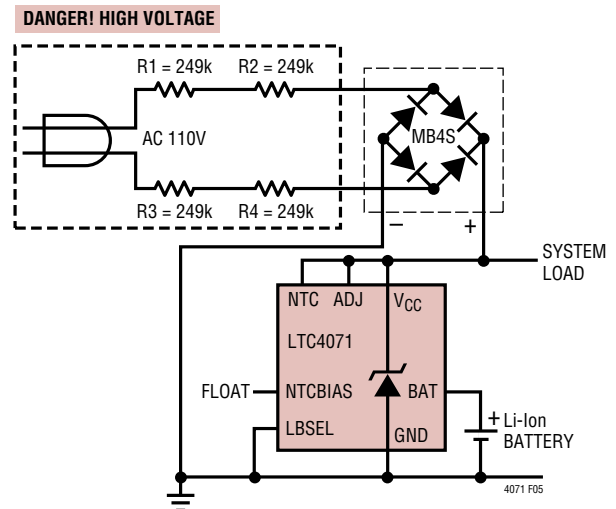 DANGER! HIGH VOLTAGE
R1 = 249k R2 = 249k
AC 110V
MB4S
R3 = 249k R4 = 249k
– +
SYSTEM
LOAD
NTC ADJ VCC
LTC4071
FLOAT NTCBIAS BAT
LBSEL
GND
+ Li-Ion
BATTERY
4071 F05